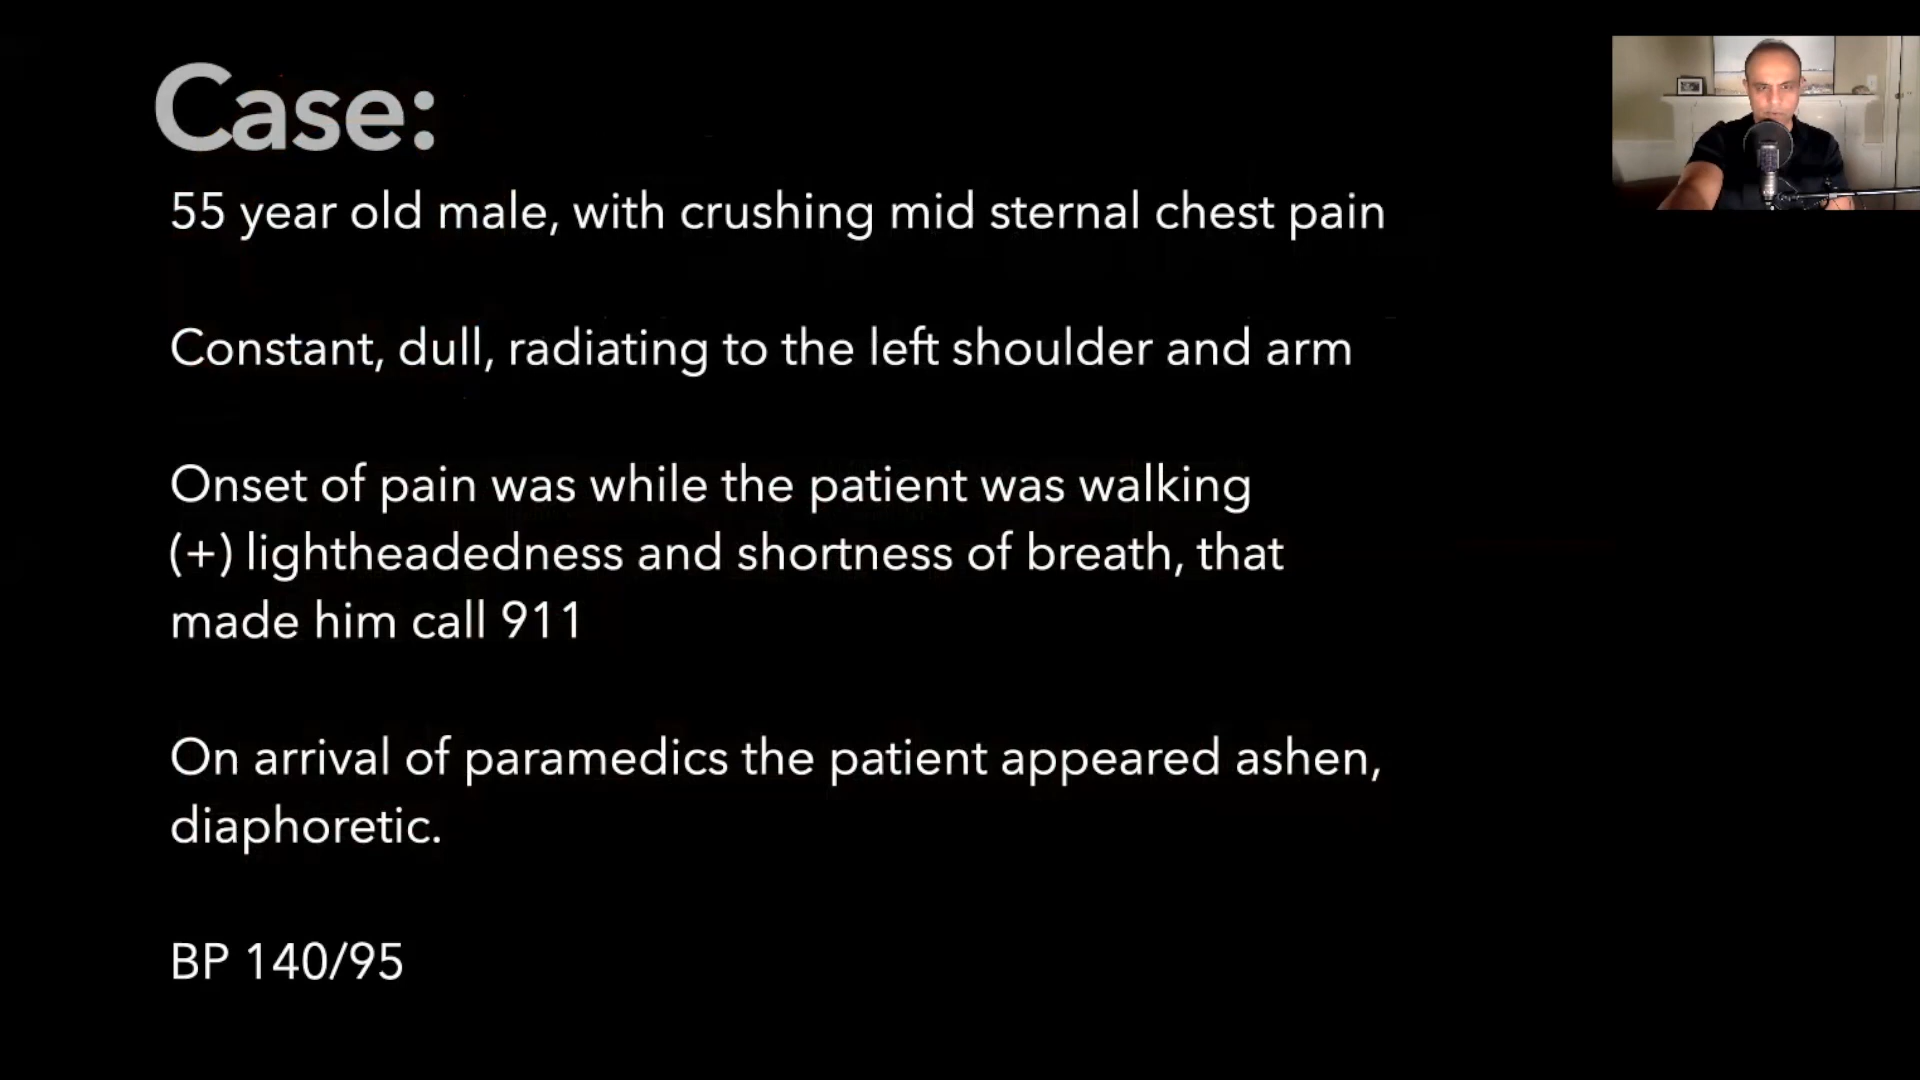 Case:
55 year old male, with crushing mid sternal chest pain
Constant, dull, radiating to the left shoulder and arm
Onset of pain was while the patient was walking
(+) lightheadedness and shortness of breath, that
made him call 911
On arrival of paramedics the patient appeared ashen,
diaphoretic.
BP 140/95